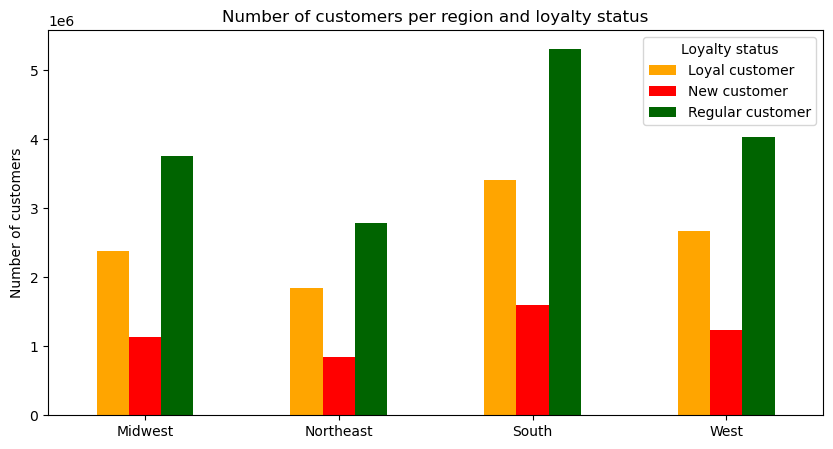 Number of customers per region and loyalty status
1e6
Loyalty status
Loyal customer
New customer
Regular customer
Number of customers
5
4
3
2
1
0
Midwest Northeast South West